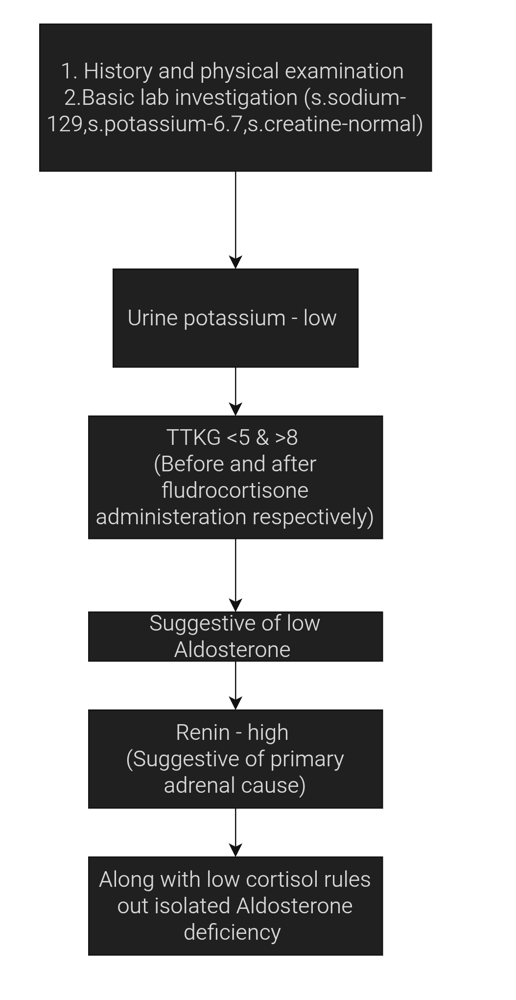 1. History and physical examination
2.Basic lab investigation (s.sodium-
129,s.potassium-6.7,s.creatine-normal)
Urine potassium - low
TTKG <5 & >8
(Before and after
fludrocortisone
administeration respectively)
Suggestive of low
Aldosterone
Renin - high
(Suggestive of primary
adrenal cause)
Along with low cortisol rules
out isolated Aldosterone
deficiency